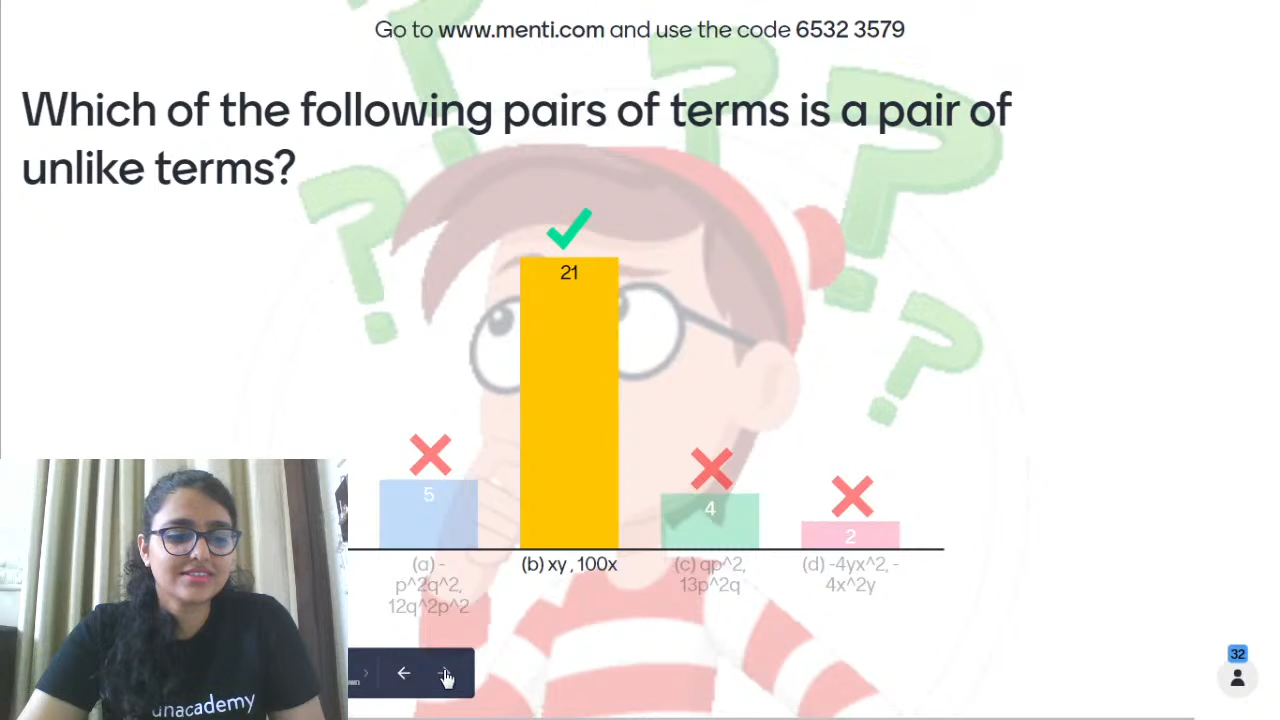 Go to www.menti.com and use the code 6532 3579
Which of the following pairs of terms is a pair of
unlike terms?
21
5
4
2
(a) -
p^2q^2,
12q^2p^2
(b) xy , 100x
(c) qp^2,
13p^2q
(d) -4yx^2, -
4x^2y
unacademy
32